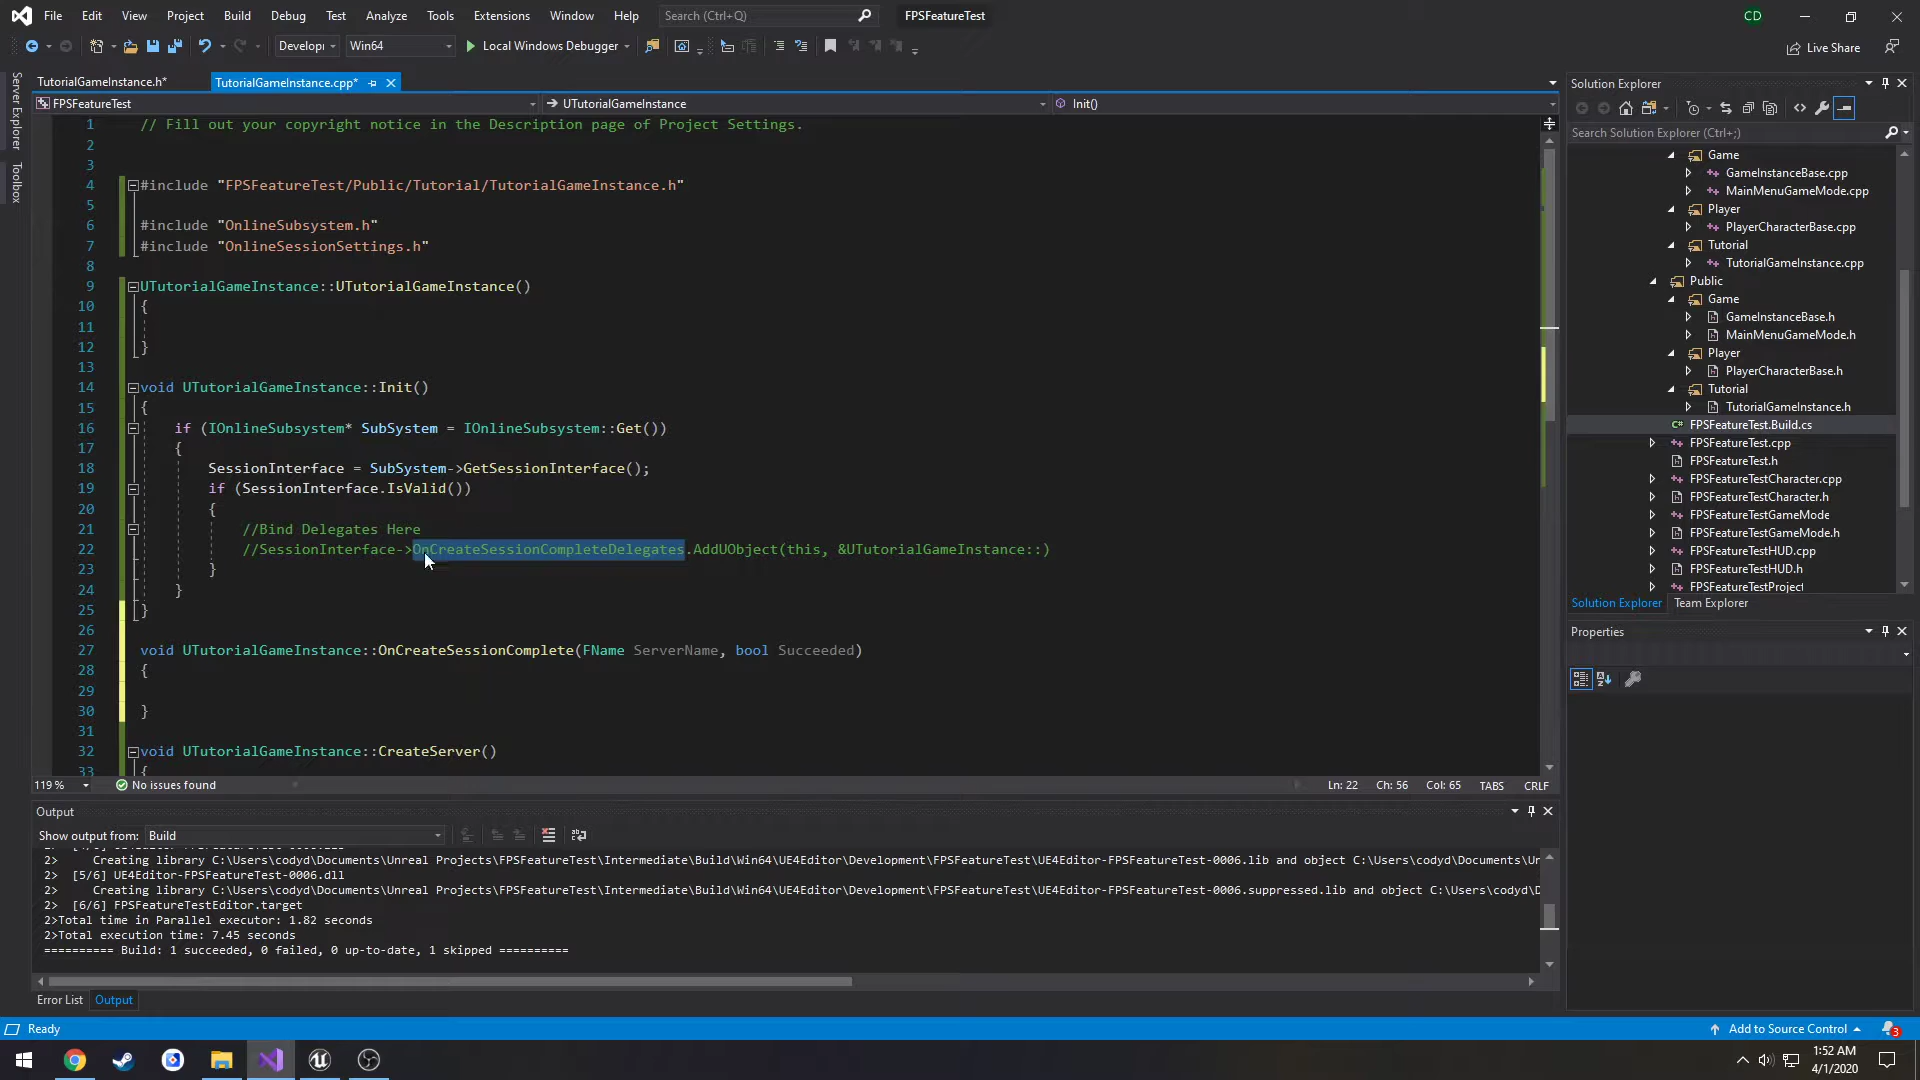 File Edit View Project Build Debug Test Analyze Tools Extensions Window Help Search (Ctrl+Q) FPSFeatureTest CD
Develop Win64 Local Windows Debugger Live Share
Server Explorer
Toolbox
TutorialGameInstance.h* TutorialGameInstance.cpp*
FPSFeatureTest UTutorialGameInstance Init()
1 // Fill out your copyright notice in the Description page of Project Settings.
2
3
4 #include "FPSFeatureTest/Public/Tutorial/TutorialGameInstance.h"
5
6 #include "OnlineSubsystem.h"
7 #include "OnlineSessionSettings.h"
8
9 UTutorialGameInstance::UTutorialGameInstance()
10 {
11
12 }
13
14 void UTutorialGameInstance::Init()
15 {
16 if (IOnlineSubsystem* SubSystem = IOnlineSubsystem::Get())
17 {
18 SessionInterface = SubSystem->GetSessionInterface();
19 if (SessionInterface.IsValid())
20 {
21 //Bind Delegates Here
22 //SessionInterface->OnCreateSessionCompleteDelegates.AddUObject(this, &UTutorialGameInstance::)
23 }
24 }
25 }
26
27 void UTutorialGameInstance::OnCreateSessionComplete(FName ServerName, bool Succeeded)
28 {
29
30 }
31
32 void UTutorialGameInstance::CreateServer()
33 {
119 % No issues found Ln: 22 Ch: 56 Col: 65 TABS CRLF
Output
Show output from: Build
2> Creating library C:\Users\codyd\Documents\Unreal Projects\FPSFeatureTest\Intermediate\Build\Win64\UE4Editor\Development\FPSFeatureTest\UE4Editor-FPSFeatureTest-0006.lib and object C:\Users\codyd\Documents\Un
2> [5/6] UE4Editor-FPSFeatureTest-0006.dll
2> Creating library C:\Users\codyd\Documents\Unreal Projects\FPSFeatureTest\Intermediate\Build\Win64\UE4Editor\Development\FPSFeatureTest\UE4Editor-FPSFeatureTest-0006.suppressed.lib and object C:\Users\codyd\D
2> [6/6] FPSFeatureTestEditor.target
2>Total time in Parallel executor: 1.82 seconds
2>Total execution time: 7.45 seconds
========== Build: 1 succeeded, 0 failed, 0 up-to-date, 1 skipped ==========
Error List Output
Solution Explorer
Search Solution Explorer (Ctrl+;)
Game
GameInstanceBase.cpp
MainMenuGameMode.cpp
Player
PlayerCharacterBase.cpp
Tutorial
TutorialGameInstance.cpp
Public
Game
GameInstanceBase.h
MainMenuGameMode.h
Player
PlayerCharacterBase.h
Tutorial
TutorialGameInstance.h
C# FPSFeatureTest.Build.cs
FPSFeatureTest.cpp
FPSFeatureTest.h
FPSFeatureTestCharacter.cpp
FPSFeatureTestCharacter.h
FPSFeatureTestGameMode
FPSFeatureTestGameMode.h
FPSFeatureTestHUD.cpp
FPSFeatureTestHUD.h
FPSFeatureTestProject
Solution Explorer Team Explorer
Properties
Ready Add to Source Control 3
1:52 AM
4/1/2020